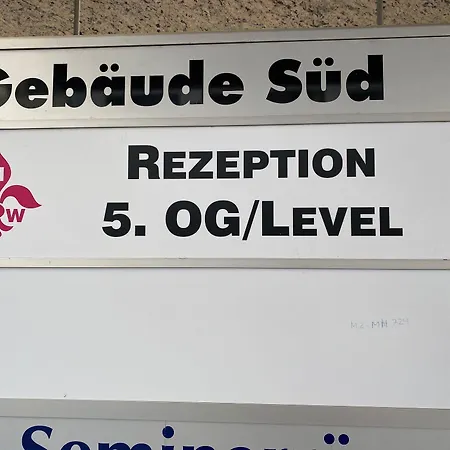 Gebäude Süd
REZEPTION
5. OG/LEVEL
W